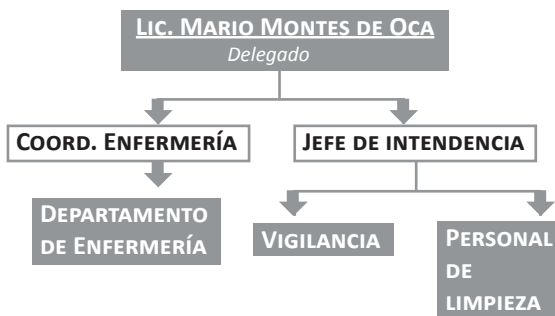 Lic. Mario Montes de Oca
Delegado
Coord. Enfermería
Jefe de intendencia
Departamento
de Enfermería
Vigilancia
Personal
de
limpieza